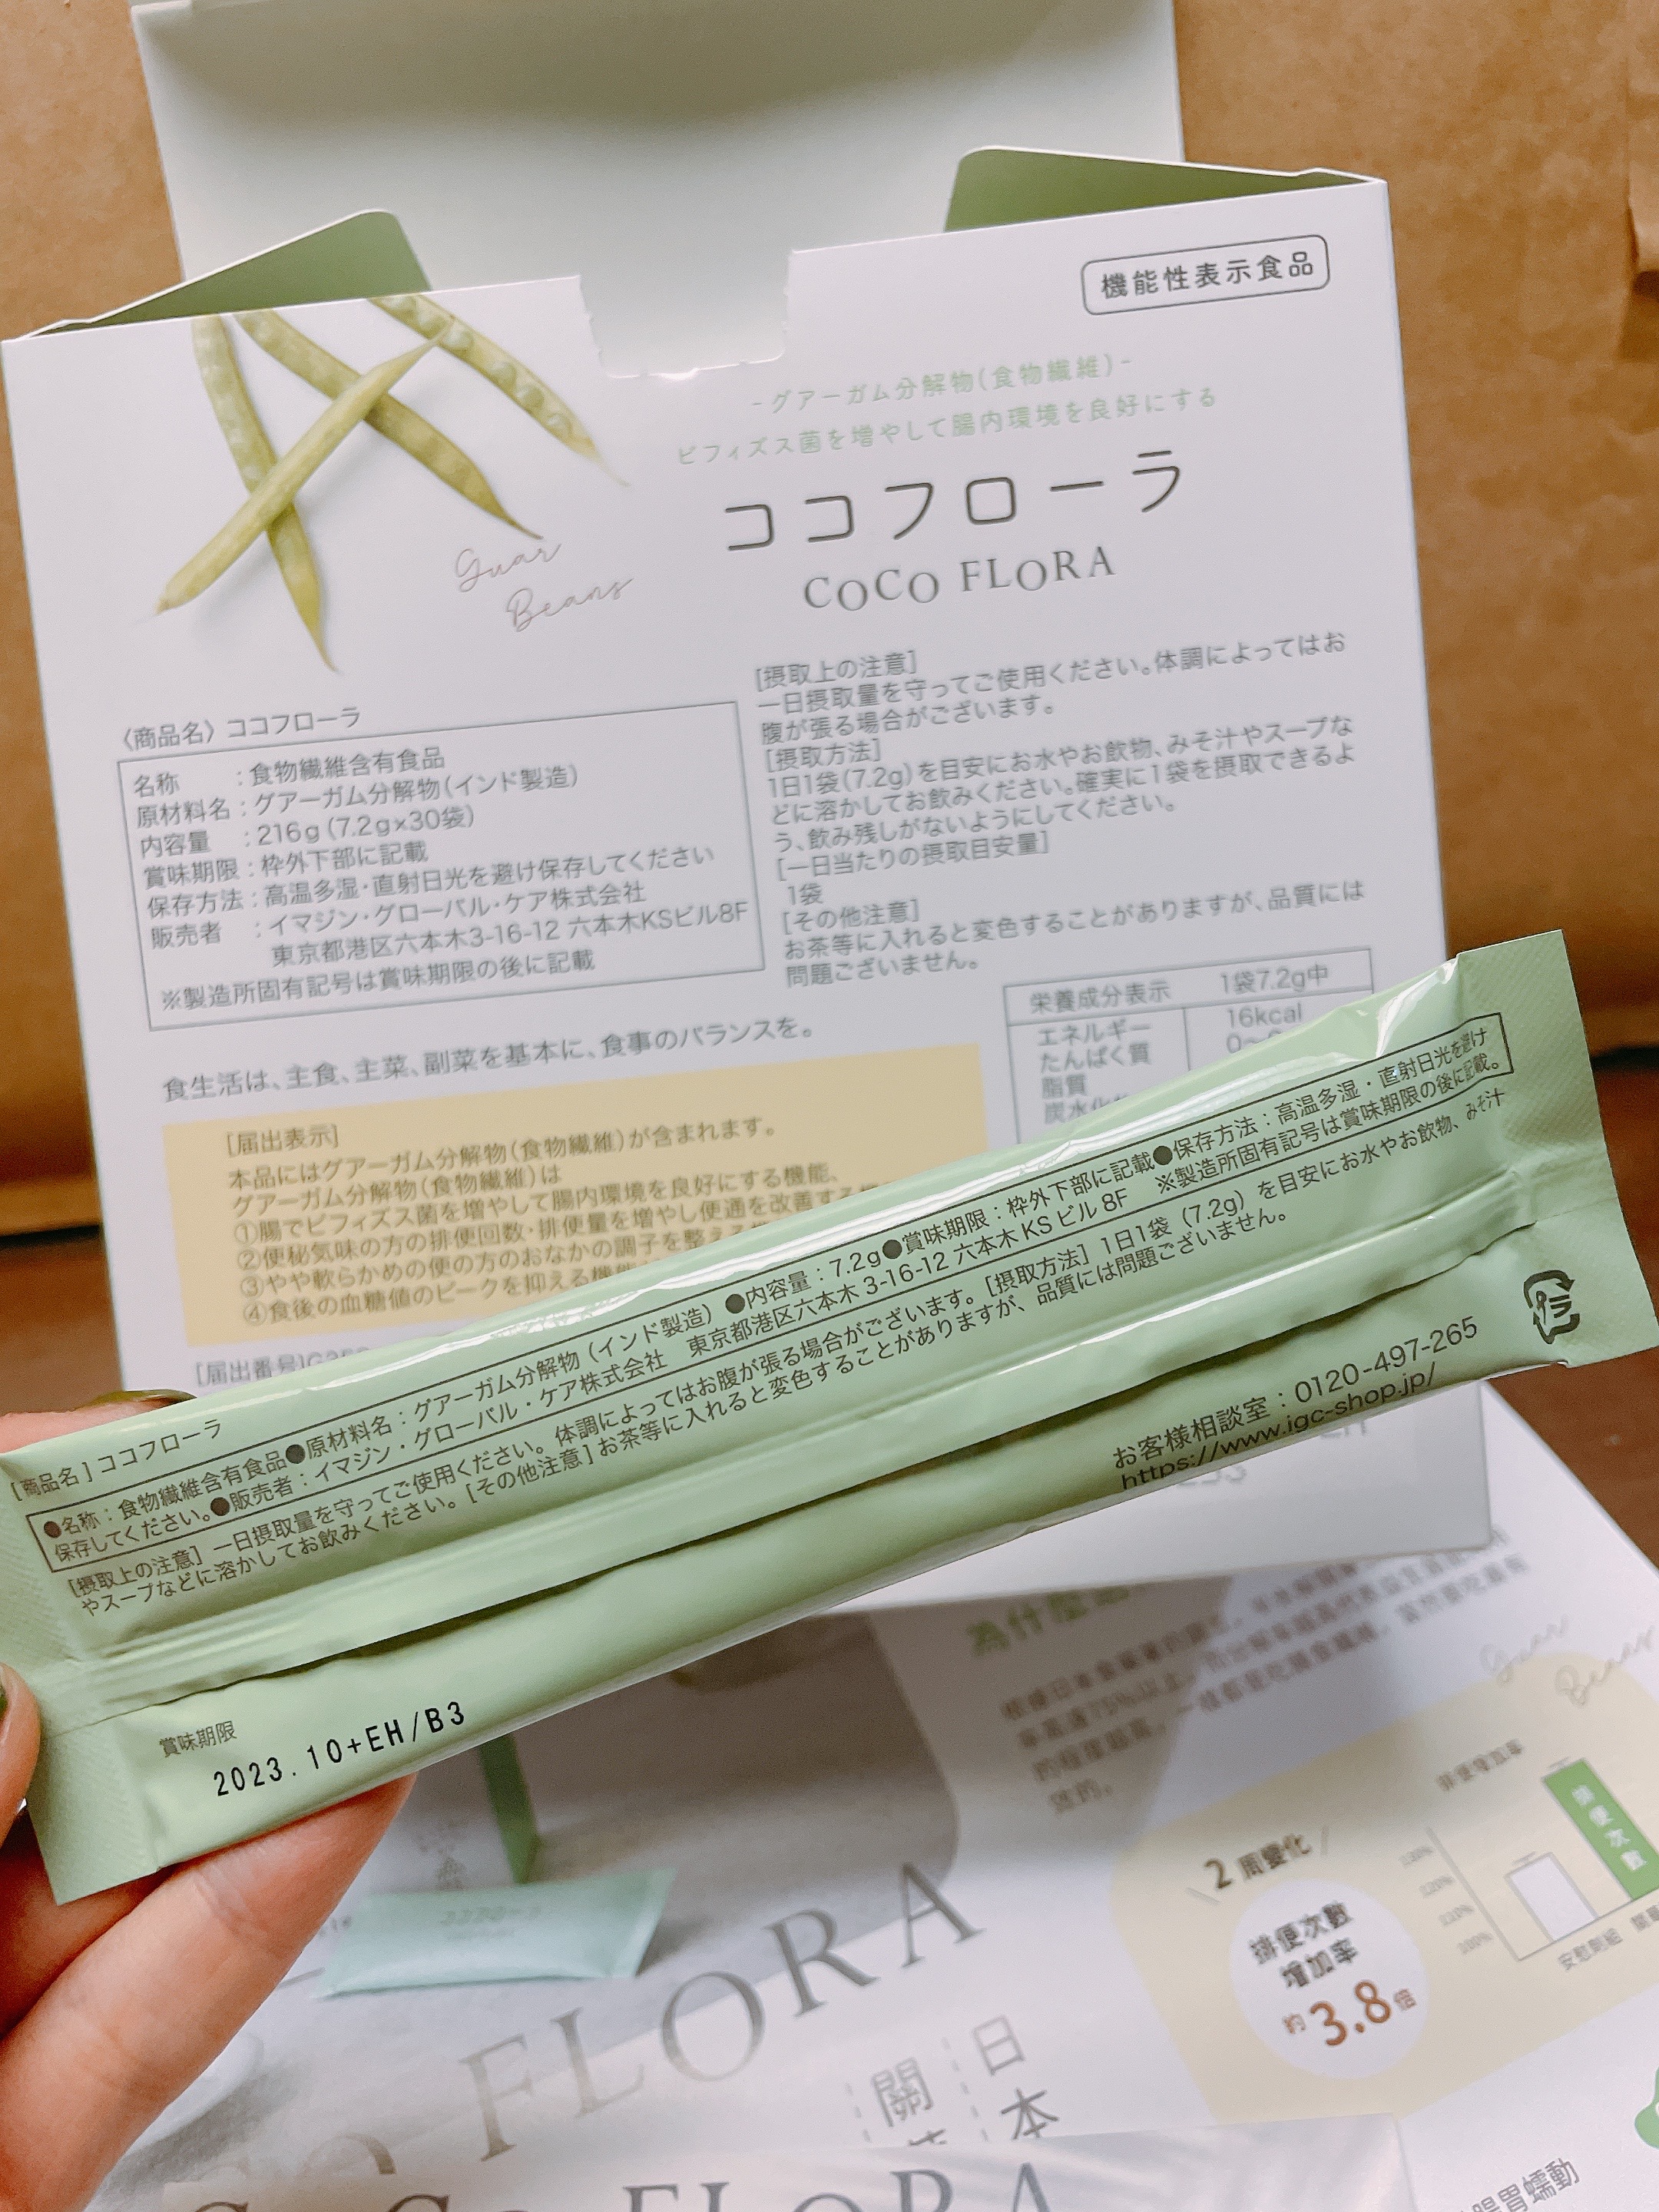 機能性表示食品
-グアーガム分解物(食物繊維)-
ビフィズス菌を増やして腸内環境を良好にする
ココフローラ
COCO FLORA
Guar
Beans
〈商品名〉ココフローラ
名称 :食物繊維含有食品
原材料名:グアーガム分解物(インド製造)
内容量 :216g(7.2g×30袋)
賞味期限:枠外下部に記載
保存方法:高温多湿・直射日光を避け保存してください
販売者 :イマジン・グローバル・ケア株式会社
東京都港区六本木3-16-12 六本木KSビル8F
※製造所固有記号は賞味期限の後に記載
食生活は、主食、主菜、副菜を基本に、食事のバランスを。
[摂取上の注意]
一日摂取量を守ってご使用ください。体調によってはお
腹が張る場合がございます。
[摂取方法]
1日1袋(7.2g)を目安にお水やお飲物、みそ汁やスープな
どに溶かしてお飲みください。確実に1袋を摂取できるよ
う、飲み残しがないようにしてください。
[一日当たりの摂取目安量]
1袋
[その他注意]
お茶等に入れると変色することがありますが、品質には
問題ございません。
栄養成分表示 1袋7.2g中
エネルギー 16kcal
たんぱく質
脂質
[届出表示]
本品にはグアーガム分解物(食物繊維)が含まれます。
グアーガム分解物(食物繊維)は
①腸でビフィズス菌を増やして腸内環境を良好にする機能、
②便秘気味の方の排便回数・排便量を増やし便通を改善する
③やや軟らかめの便の方のおなかの調子を整える
④食後の血糖値のピークを抑える機能
[届出番号]
[商品名]ココフローラ
●名称:食物繊維含有食品●原材料名:グアーガム分解物(インド製造)●内容量:7.2g●賞味期限:枠外下部に記載●保存方法:高温多湿・直射日光を避け
保存してください。●販売者:イマジン・グローバル・ケア株式会社 東京都港区六本木 3-16-12 六本木 KS ビル 8F ※製造所固有記号は賞味期限の後に記載。
[摂取上の注意]一日摂取量を守ってご使用ください。体調によってはお腹が張る場合がございます。[摂取方法]1日1袋(7.2g)を目安にお水やお飲物、みそ汁
やスープなどに溶かしてお飲みください。[その他注意]お茶等に入れると変色することがありますが、品質には問題ございません。
お客様相談室:0120-497-265
https://www.igc-shop.jp/
プラ
賞味期限
2023.10+EH/B3
為什麼
Guar
Beans
2周變化
排便次數
增加率
約3.8倍
排便增加率
排便次數
安慰劑組
FLORA
日本
關
腸胃蠕動